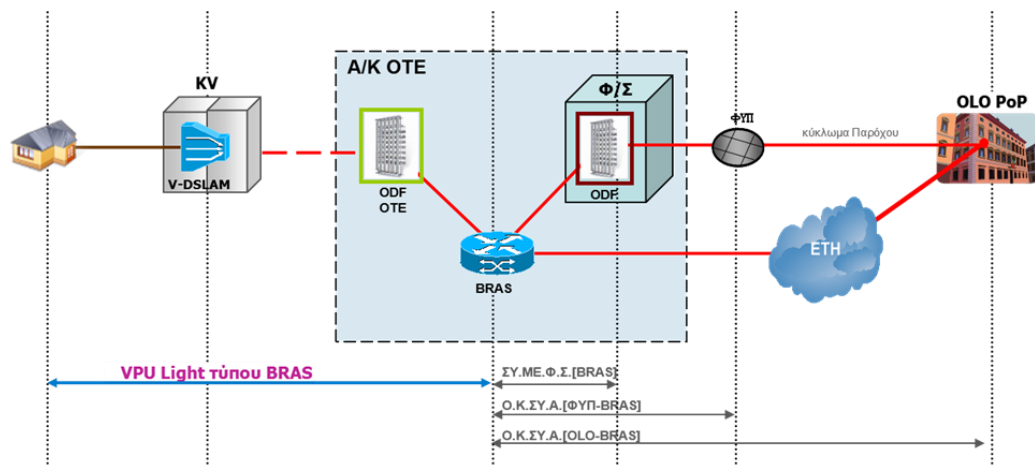 Α/Κ ΟΤΕ
KV
Φ/Σ
ΦΥΠ
OLO PoP
κύκλωμα Παρόχου
V-DSLAM
ODF
OTE
ODF
BRAS
ETH
VPU Light τύπου BRAS
ΣΥ.ΜΕ.Φ.Σ.[BRAS]
Ο.Κ.ΣΥ.Α.[ΦΥΠ-BRAS]
Ο.Κ.ΣΥ.Α.[OLO-BRAS]